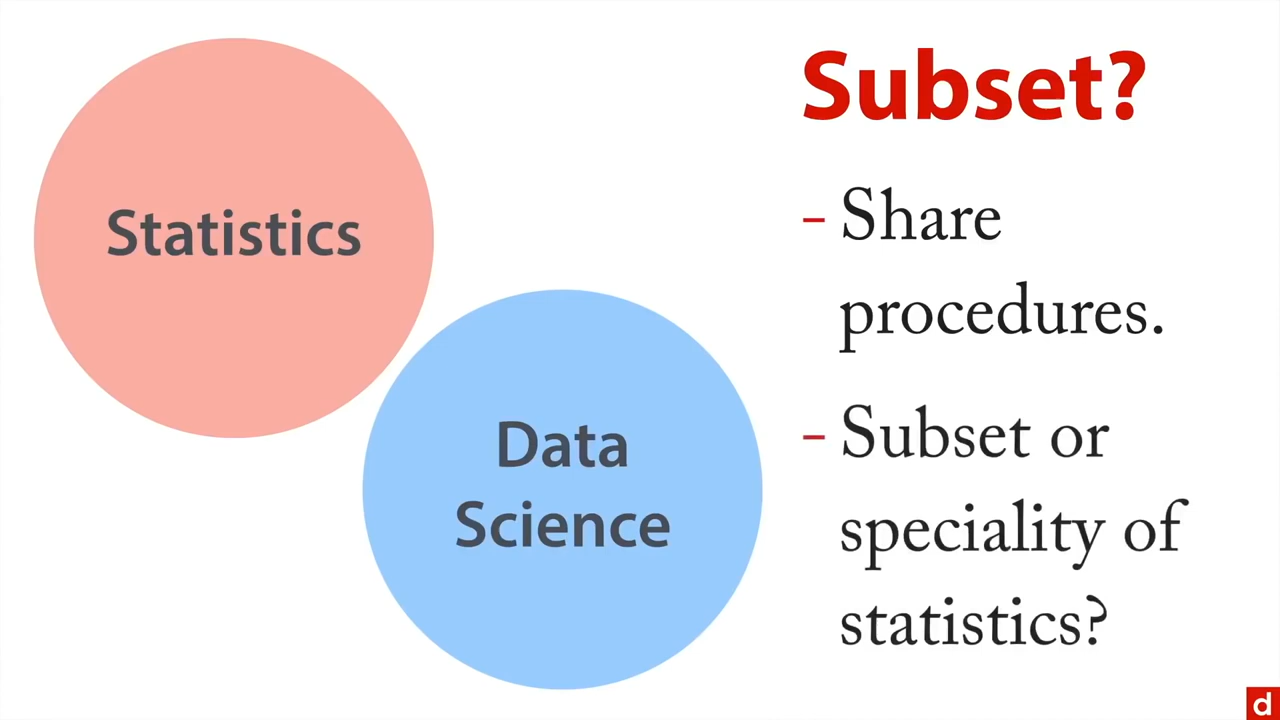 Statistics
Data
Science
Subset?
- Share
procedures.
- Subset or
speciality of
statistics?
d